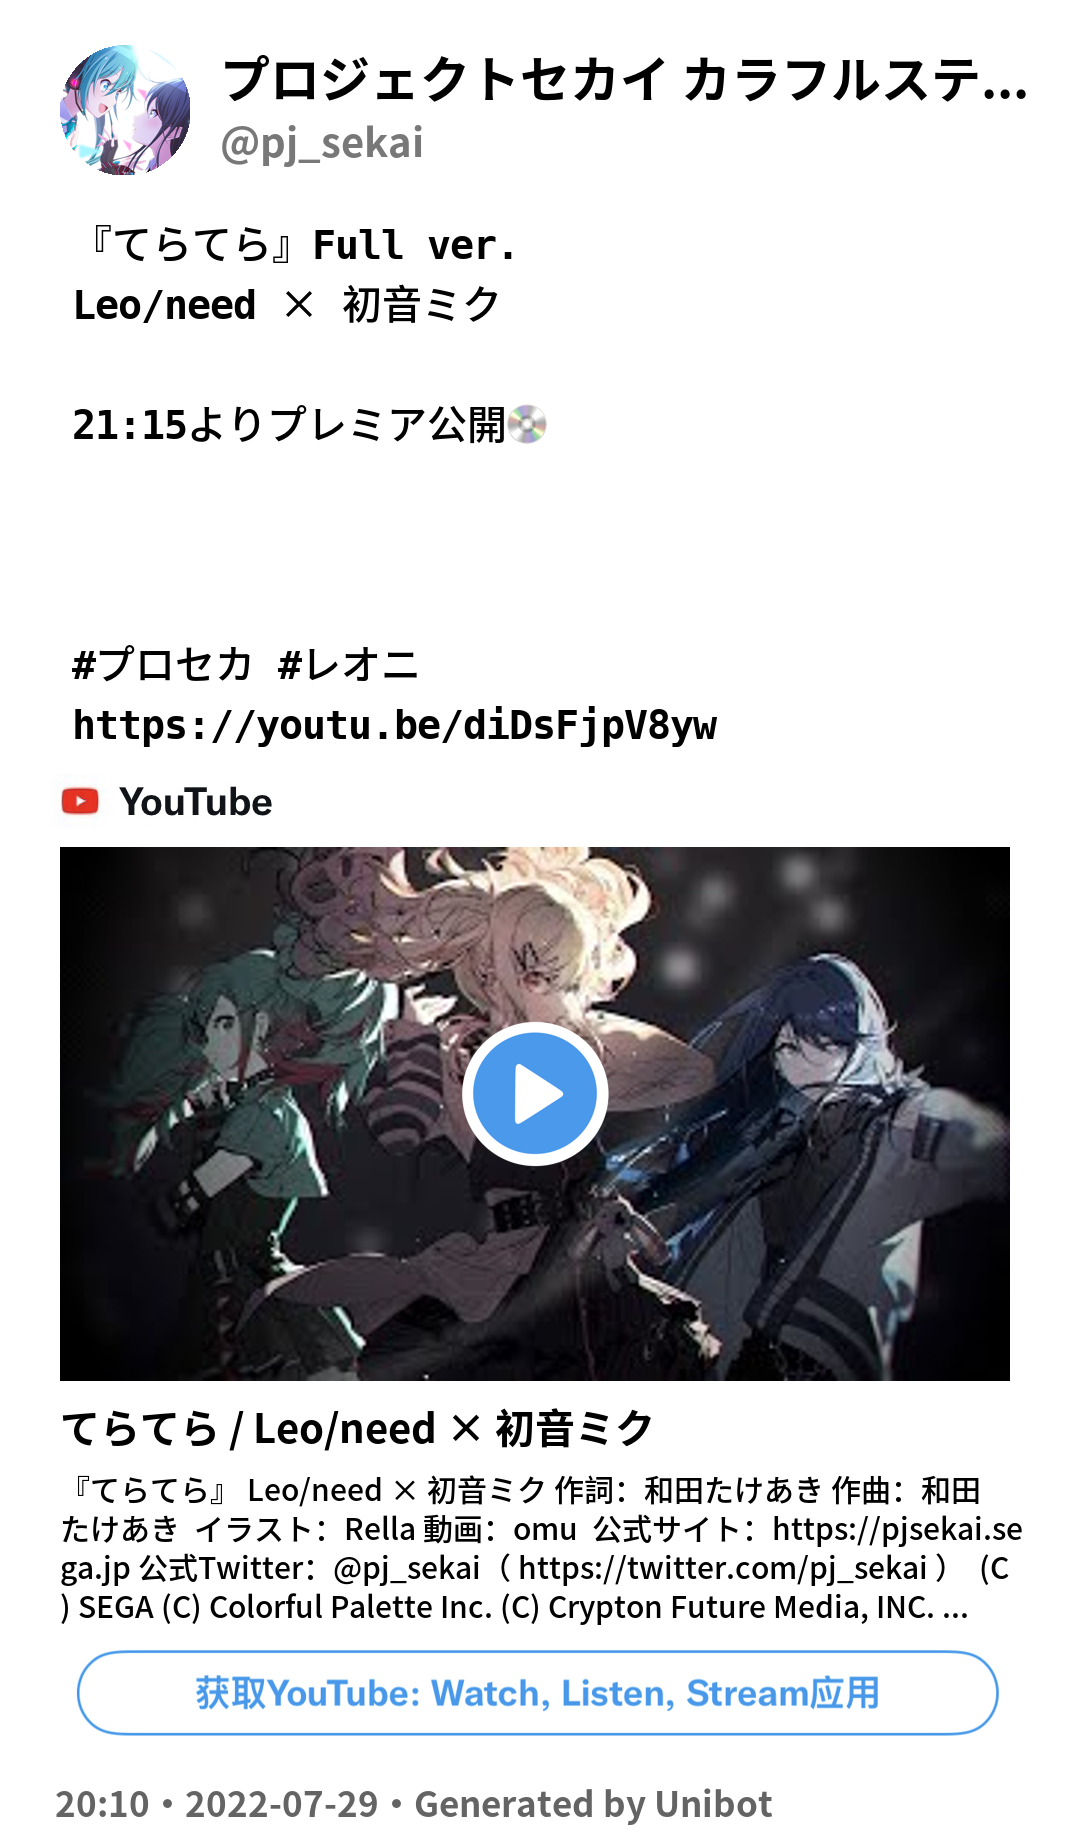 プロジェクトセカイ カラフルステ...
@pj_sekai
『てらてら』Full ver.
Leo/need × 初音ミク
21:15よりプレミア公開💿
#プロセカ #レオニ
https://youtu.be/diDsFjpV8yw
YouTube
てらてら / Leo/need × 初音ミク
『てらてら』 Leo/need × 初音ミク 作詞：和田たけあき 作曲：和田
たけあき イラスト：Rella 動画：omu 公式サイト：https://pjsekai.se
ga.jp 公式Twitter：@pj_sekai（ https://twitter.com/pj_sekai ） (C
) SEGA (C) Colorful Palette Inc. (C) Crypton Future Media, INC. ...
获取YouTube: Watch, Listen, Stream应用
20:10・2022-07-29・Generated by Unibot